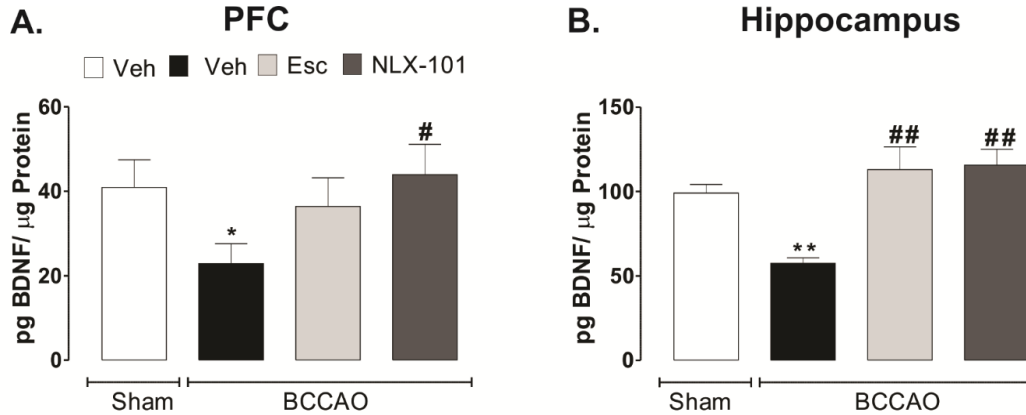 A. PFC
Veh Veh Esc NLX-101
pg BDNF/ µg Protein
60
40
20
0
*
#
Sham BCCAO
B. Hippocampus
pg BDNF/ µg Protein
150
100
50
0
**
##
##
Sham BCCAO